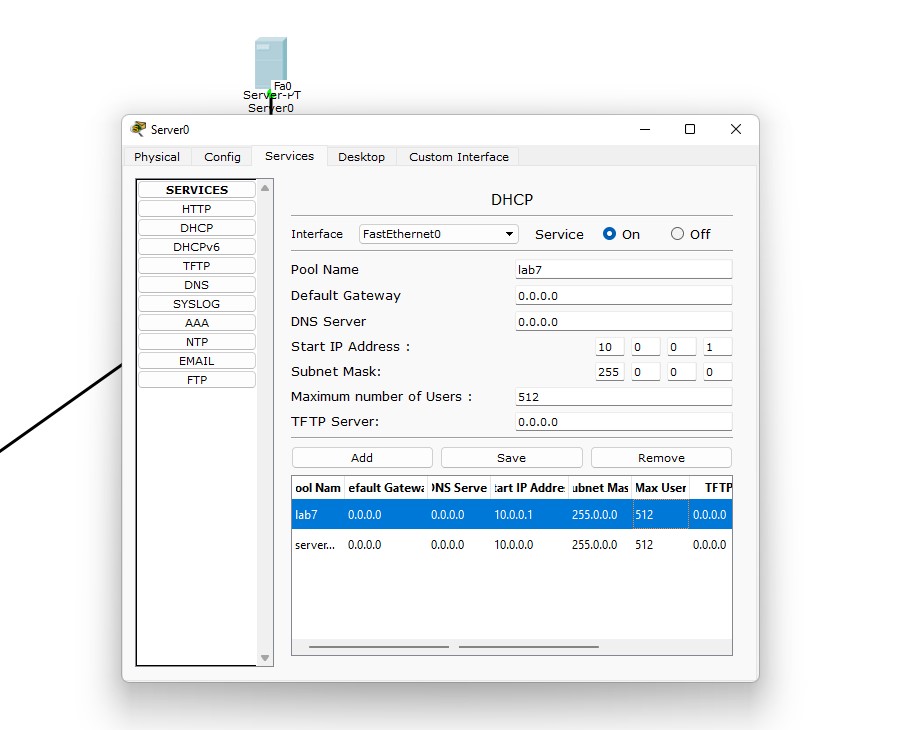 Fa0
Server-PT
Server0
Server0
Physical Config Services Desktop Custom Interface
SERVICES
HTTP
DHCP
DHCPv6
TFTP
DNS
SYSLOG
AAA
NTP
EMAIL
FTP
DHCP
Interface FastEthernet0 Service On Off
Pool Name lab7
Default Gateway 0.0.0.0
DNS Server 0.0.0.0
Start IP Address : 10 0 0 1
Subnet Mask: 255 0 0 0
Maximum number of Users : 512
TFTP Server: 0.0.0.0
Add Save Remove
ool Nam efault Gatewa NS Serve tart IP Addre ubnet Mas Max User TFTP
lab7 0.0.0.0 0.0.0.0 10.0.0.1 255.0.0.0 512 0.0.0.0
server... 0.0.0.0 0.0.0.0 10.0.0.0 255.0.0.0 512 0.0.0.0